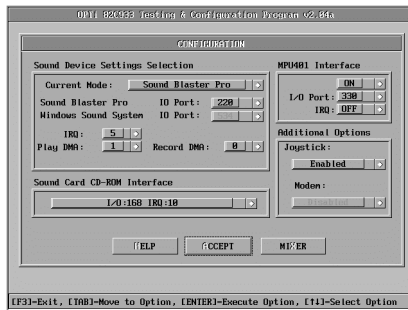 OPTi 82C933 Testing & Configuration Program v2.04a
CONFIGURATION
Sound Device Settings Selection
Current Mode: Sound Blaster Pro
Sound Blaster Pro IO Port: 220
Windows Sound System IO Port:
IRQ: 5
Play DMA: 1 Record DMA: 0
Sound Card CD-ROM Interface
I/O:168 IRQ:10
MPU401 Interface
ON
I/O Port: 330
IRQ: OFF
Additional Options
Joystick:
Enabled
Modem:
Disabled
HELP ACCEPT MIXER
[F3]-Exit, [TAB]-Move to Option, [ENTER]-Execute Option, [↑↓]-Select Option